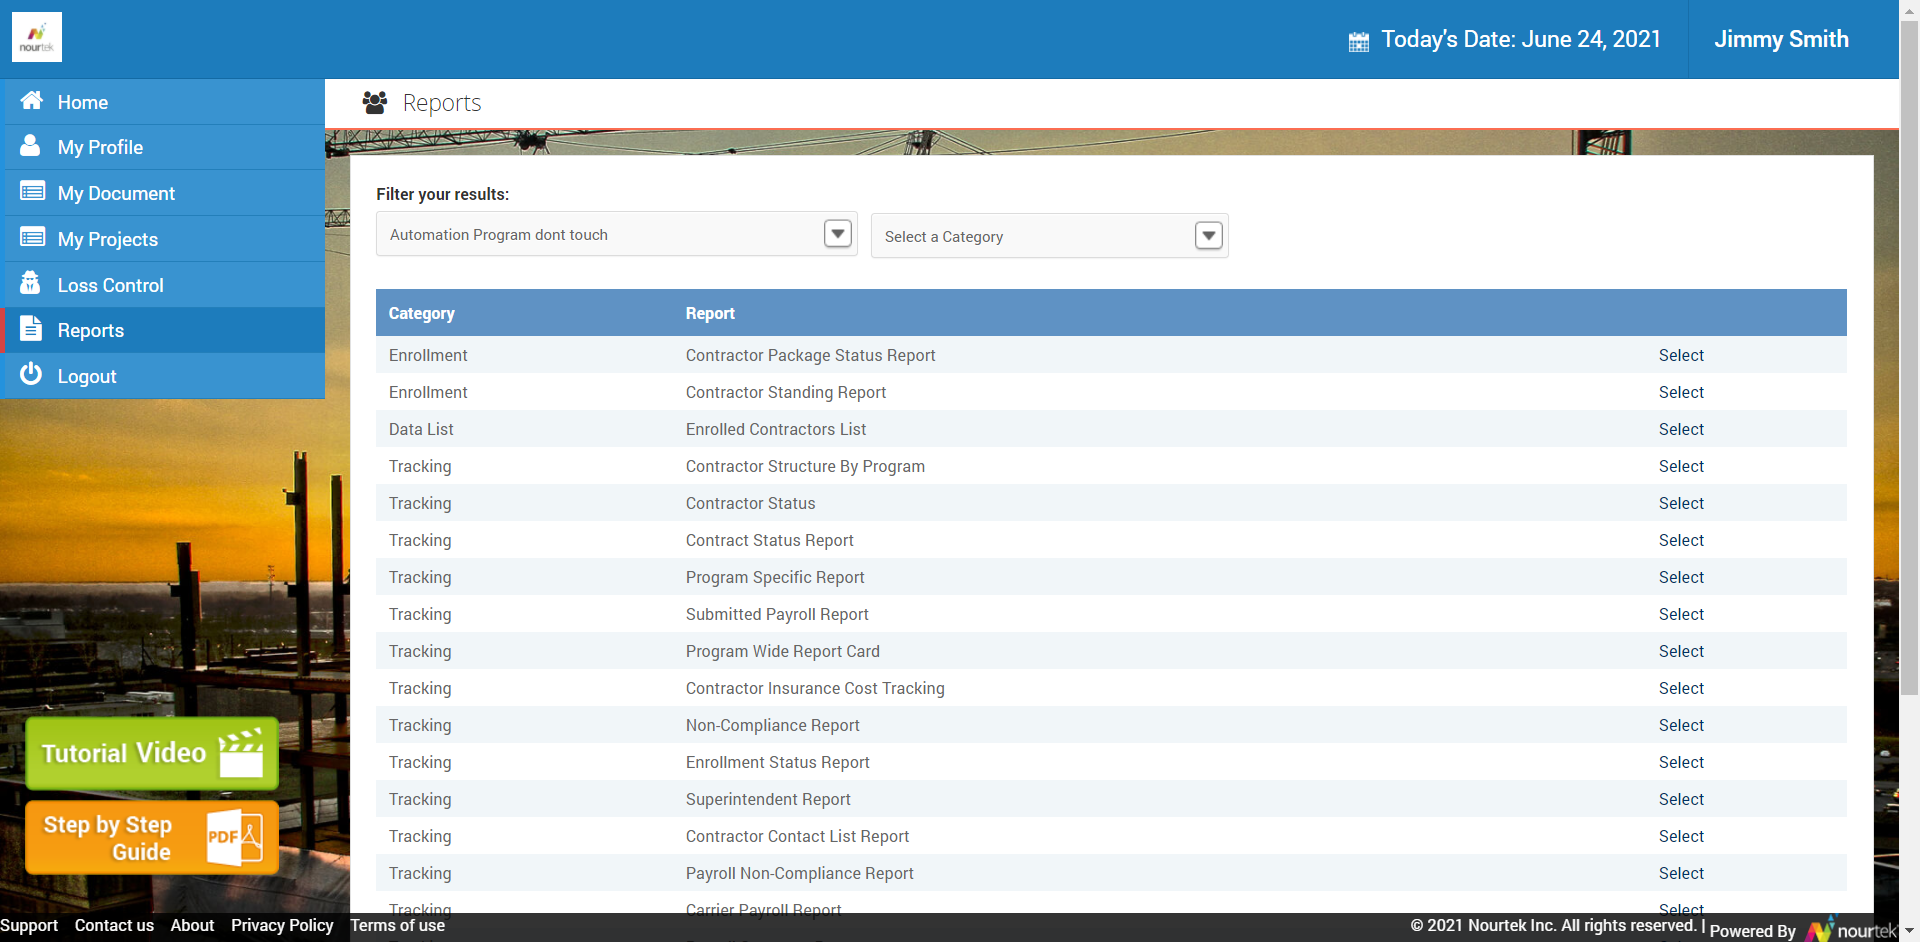 nourtek
Today's Date: June 24, 2021
Jimmy Smith
Home
My Profile
My Document
My Projects
Loss Control
Reports
Logout
Tutorial Video
Step by Step
Guide
PDF
Reports
Filter your results:
Automation Program dont touch
Select a Category
Category Report
Enrollment Contractor Package Status Report Select
Enrollment Contractor Standing Report Select
Data List Enrolled Contractors List Select
Tracking Contractor Structure By Program Select
Tracking Contractor Status Select
Tracking Contract Status Report Select
Tracking Program Specific Report Select
Tracking Submitted Payroll Report Select
Tracking Program Wide Report Card Select
Tracking Contractor Insurance Cost Tracking Select
Tracking Non-Compliance Report Select
Tracking Enrollment Status Report Select
Tracking Superintendent Report Select
Tracking Contractor Contact List Report Select
Tracking Payroll Non-Compliance Report Select
Tracking Carrier Payroll Report Select
Support Contact us About Privacy Policy Terms of use
© 2021 Nourtek Inc. All rights reserved. | Powered By nourtek